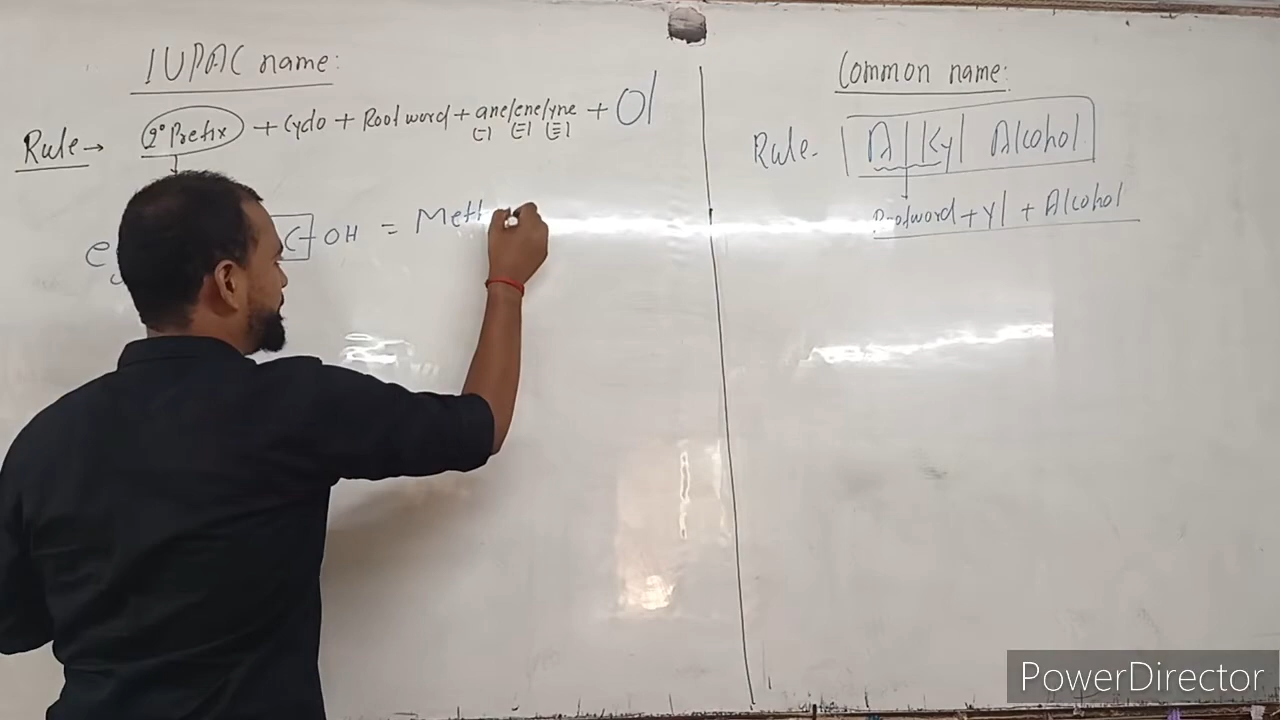 IUPAC name:
Rule → 2° Prefix + Cyclo + Root word + ane/ene/yne + Ol
(-) (=) (≡)
e
C-OH = Meth
Common name:
Rule - Alkyl Alcohol
Rootword + yl + Alcohol
PowerDirector